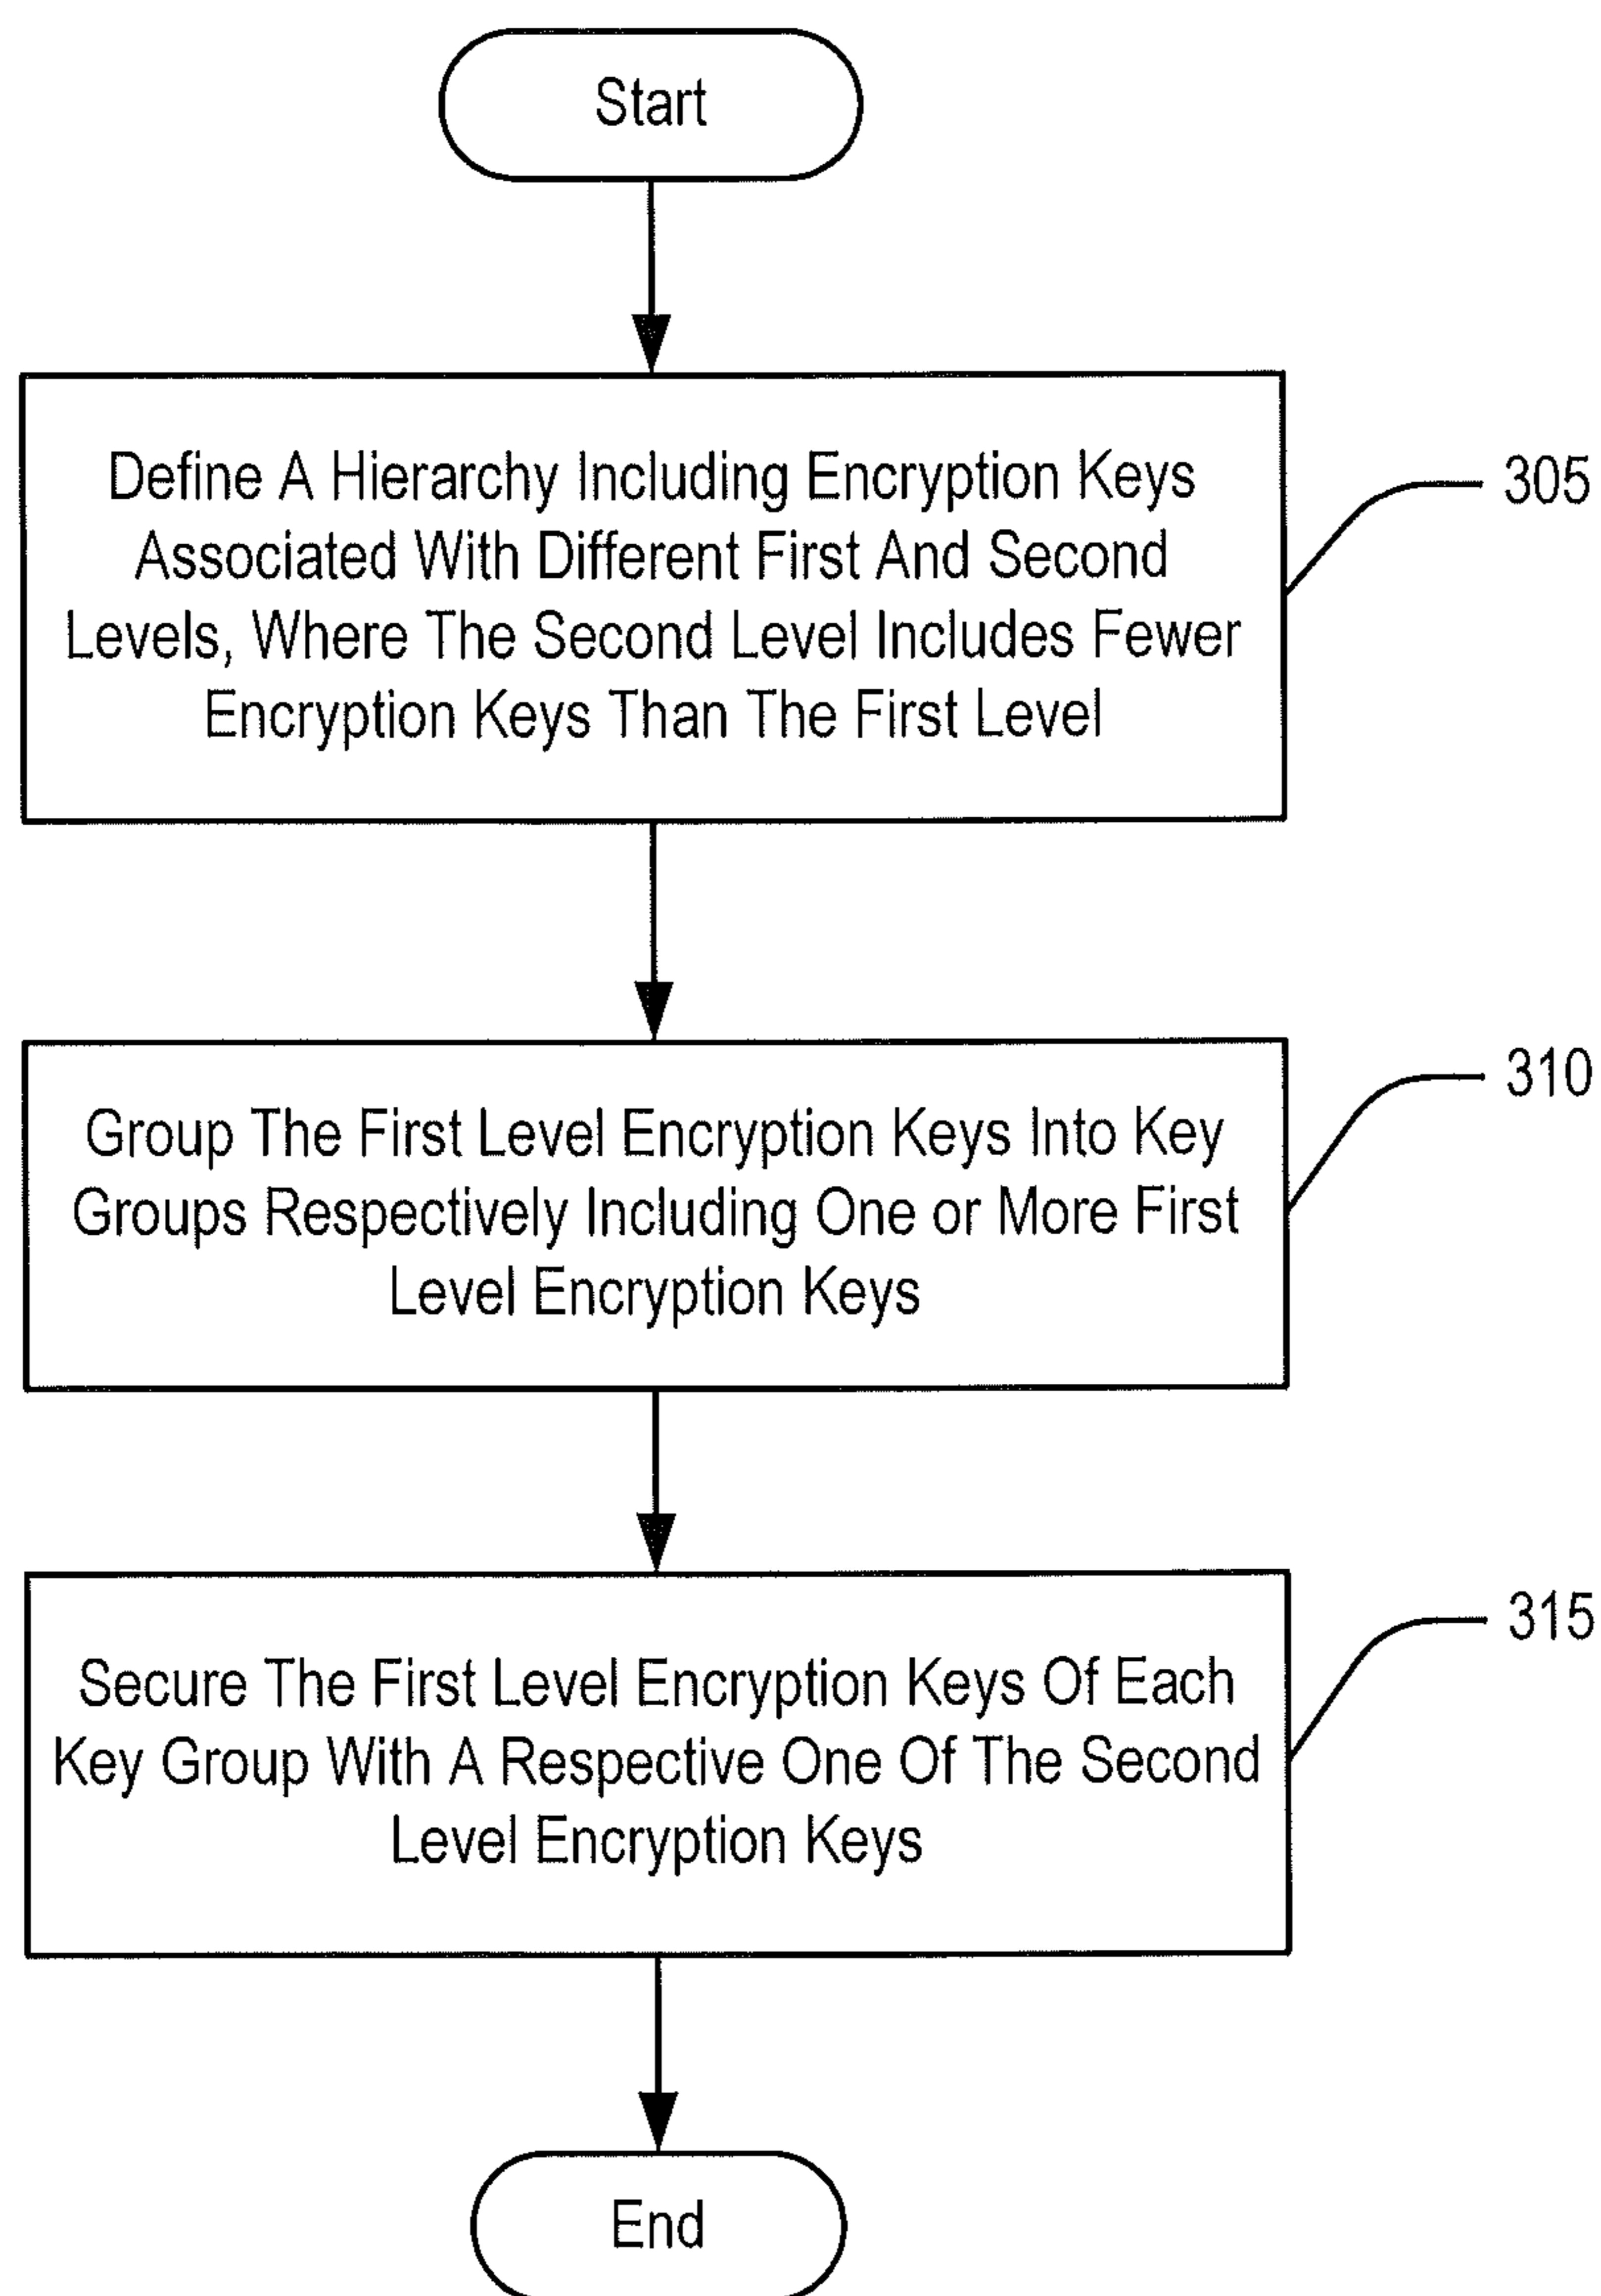 Start
Define A Hierarchy Including Encryption Keys
Associated With Different First And Second
Levels, Where The Second Level Includes Fewer
Encryption Keys Than The First Level
305
Group The First Level Encryption Keys Into Key
Groups Respectively Including One or More First
Level Encryption Keys
310
Secure The First Level Encryption Keys Of Each
Key Group With A Respective One Of The Second
Level Encryption Keys
315
End